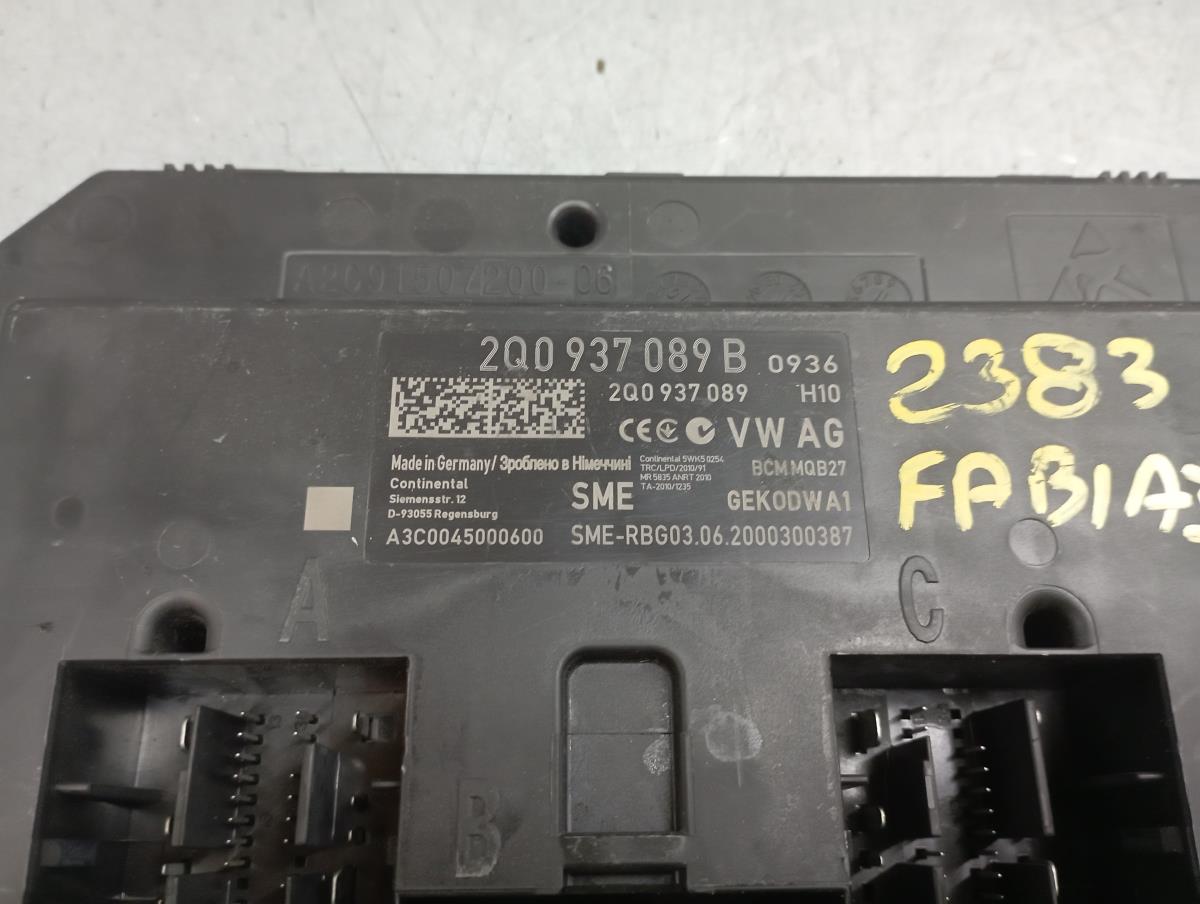 A2C91507200-06
2Q0 937 089 B 0936
2Q0 937 089 H10
VW AG
Made in Germany/ Зроблено в Німеччині
Continental
Siemensstr. 12
D-93055 Regensburg
Continental 5WK5 0254
TRC/LPD/2010/91
MR 5835 ANRT 2010
TA-2010/1235
BCM MQB27
SME GEK0DWA1
A3C0045000600 SME-RBG03.06.2000300387
2383
FABIA
A
C
B